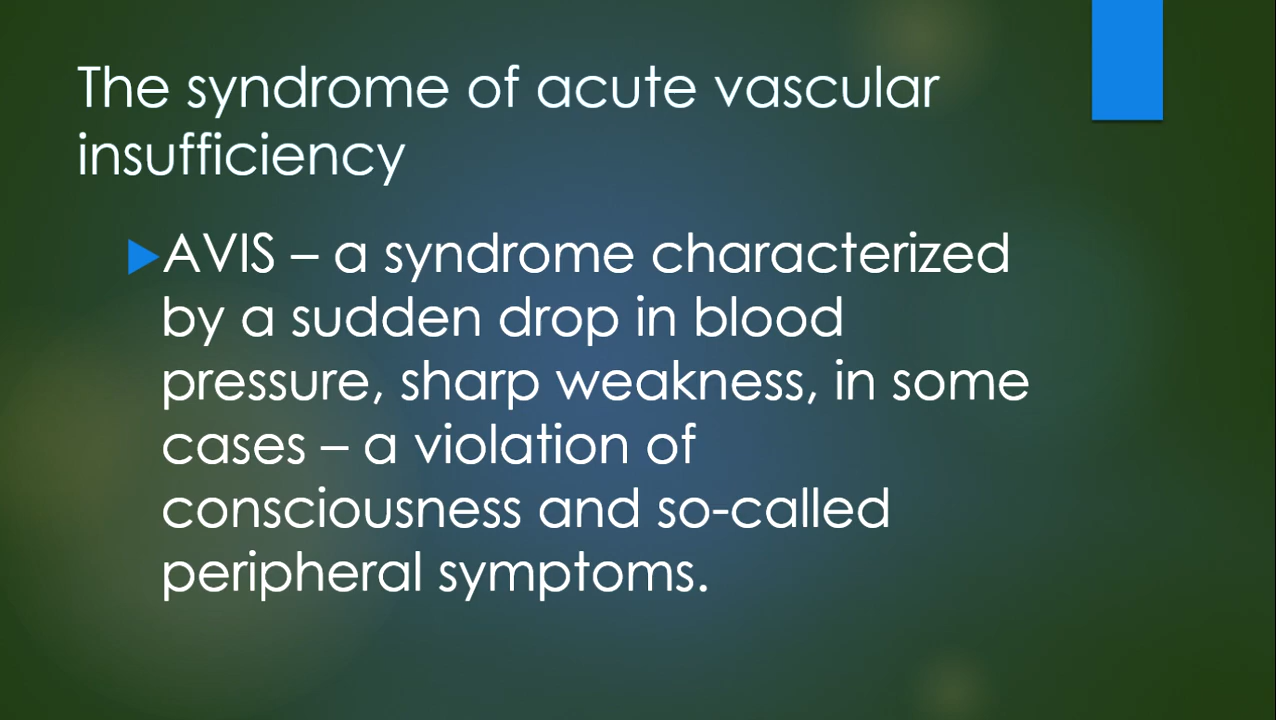 The syndrome of acute vascular
insufficiency
AVIS – a syndrome characterized
by a sudden drop in blood
pressure, sharp weakness, in some
cases – a violation of
consciousness and so-called
peripheral symptoms.